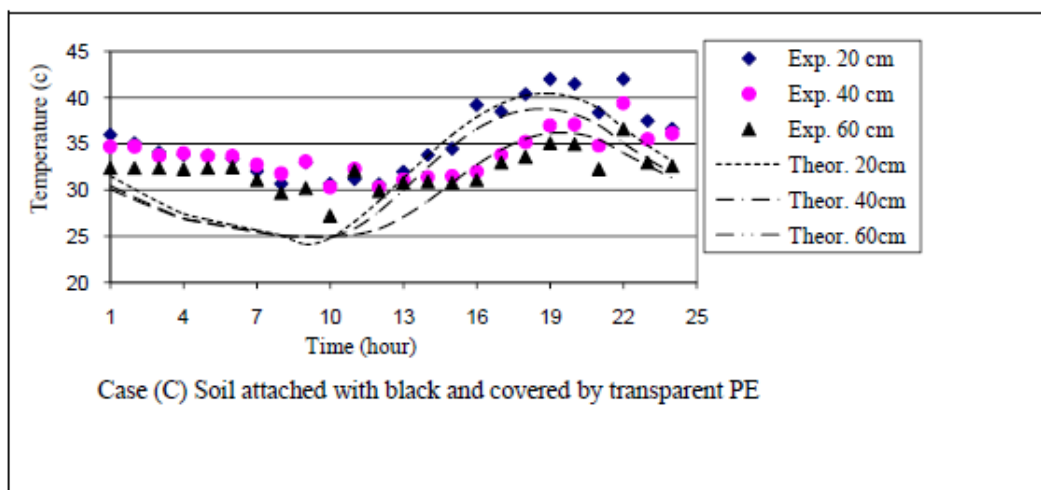 45
40
35
30
25
20
Temperature (c)
1 4 7 10 13 16 19 22 25
Time (hour)
Exp. 20 cm
Exp. 40 cm
Exp. 60 cm
Theor. 20cm
Theor. 40cm
Theor. 60cm
Case (C) Soil attached with black and covered by transparent PE